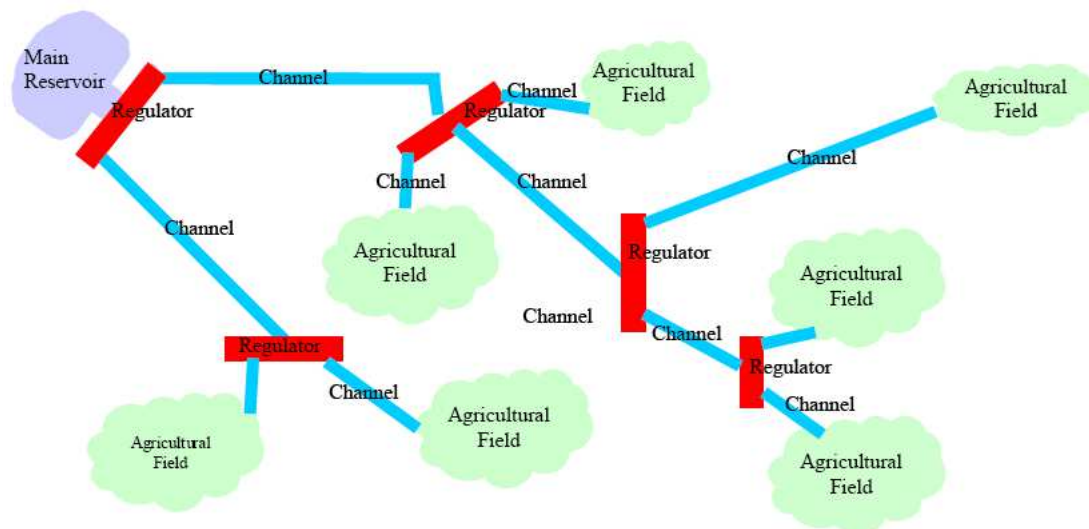 Main
Reservoir
Regulator
Channel
Channel
Regulator
Agricultural
Field
Agricultural
Field
Channel
Channel
Channel
Agricultural
Field
Channel
Regulator
Agricultural
Field
Channel
Channel
Regulator
Regulator
Channel
Channel
Agricultural
Field
Agricultural
Field
Agricultural
Field